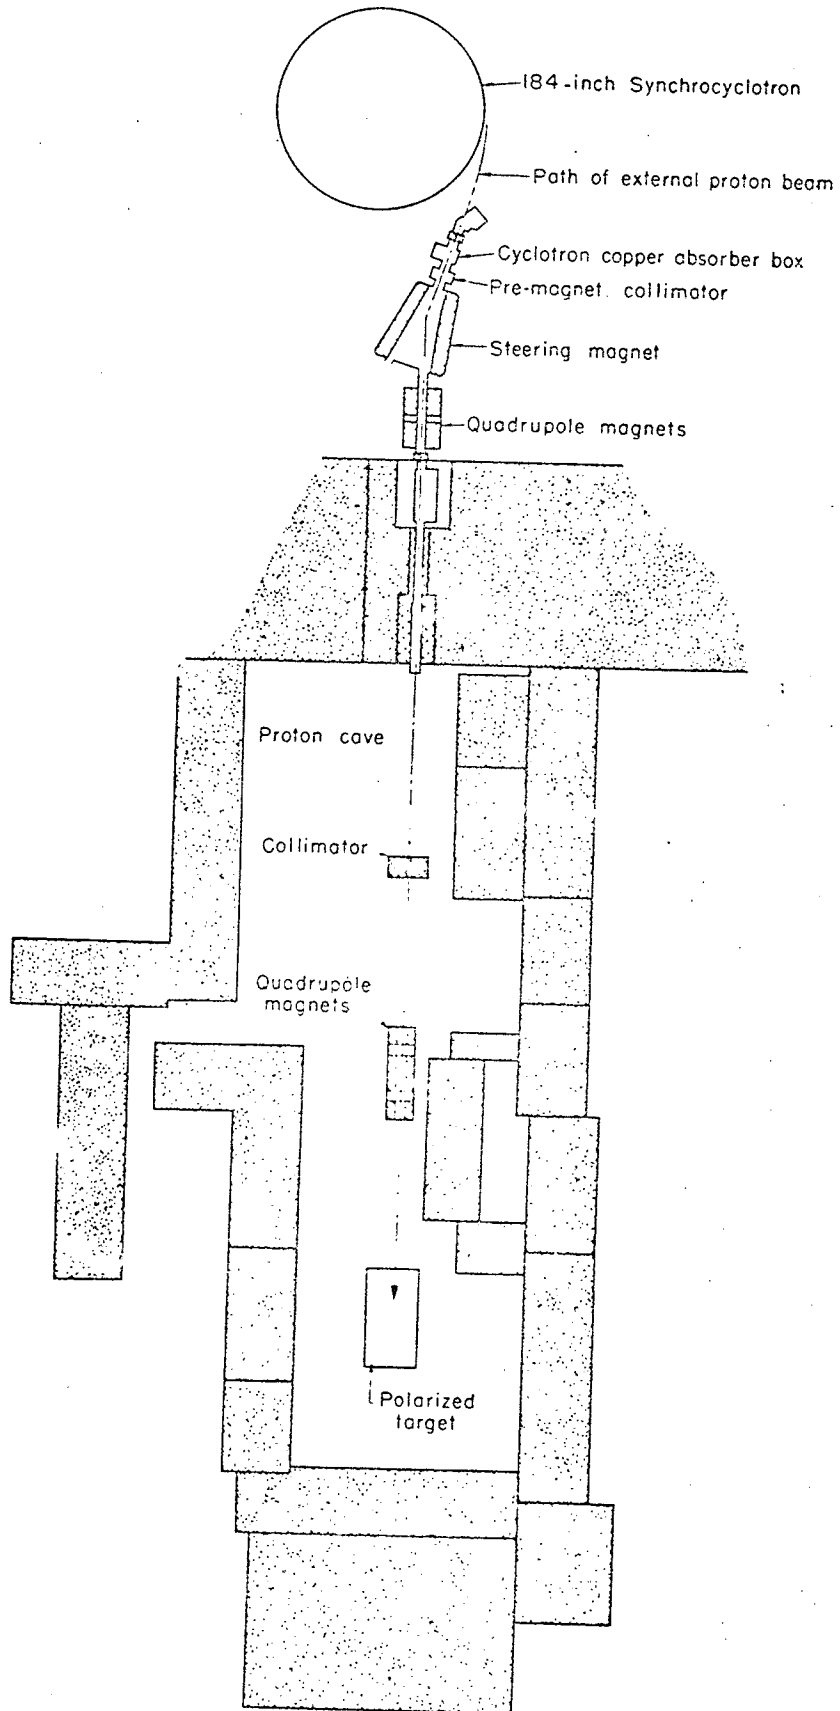 184-inch Synchrocyclotron
Path of external proton beam
Cyclotron copper absorber box
Pre-magnet. collimator
Steering magnet
Quadrupole magnets
Proton cave
Collimator
Quadrupole
magnets
Polarized
target